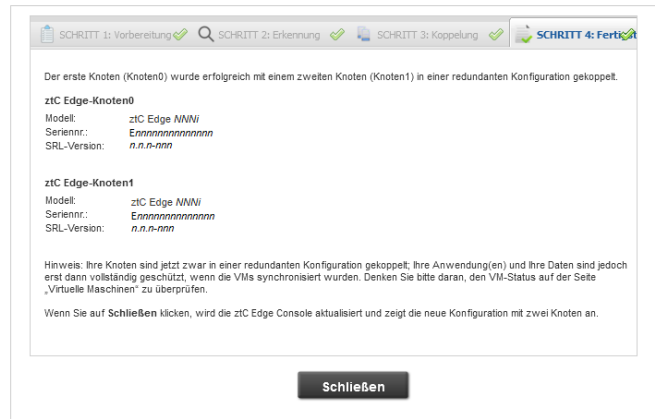 SCHRITT 1: Vorbereitung SCHRITT 2: Erkennung SCHRITT 3: Koppelung SCHRITT 4:
Der erste Knoten (Knoten0) wurde erfolgreich mit einem zweiten Knoten (Knoten1) in einer redundanten Konfiguration gekoppelt.
ztC Edge-Knoten0
Modell: ztC Edge NNNi
Seriennr.: Ennnnnnnnnnnnnn
SRL-Version: n.n.n-nnn
ztC Edge-Knoten1
Modell: ztC Edge NNNi
Seriennr.: Ennnnnnnnnnnnnn
SRL-Version: n.n.n-nnn
Hinweis: Ihre Knoten sind jetzt zwar in einer redundanten Konfiguration gekoppelt; Ihre Anwendung(en) und Ihre Daten sind jedoch
erst dann vollständig geschützt, wenn die VMs synchronisiert wurden. Denken Sie bitte daran, den VM-Status auf der Seite
„Virtuelle Maschinen“ zu überprüfen.
Wenn Sie auf Schließen klicken, wird die ztC Edge Console aktualisiert und zeigt die neue Konfiguration mit zwei Knoten an.
Schließen